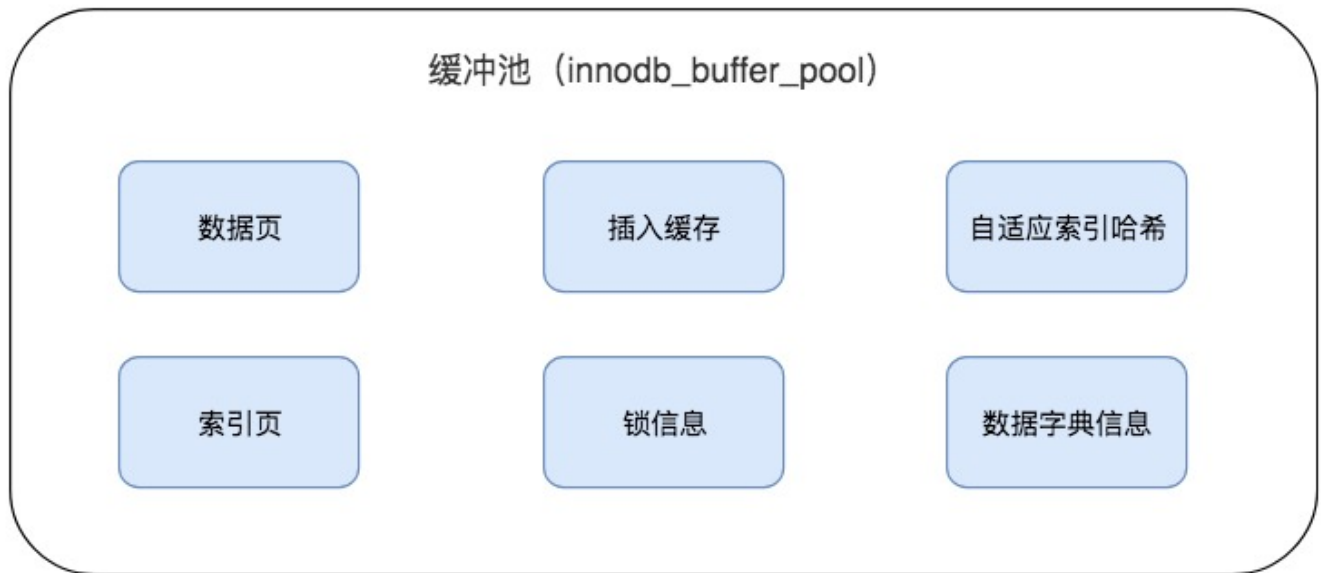 缓冲池（innodb_buffer_pool）
数据页
插入缓存
自适应索引哈希
索引页
锁信息
数据字典信息